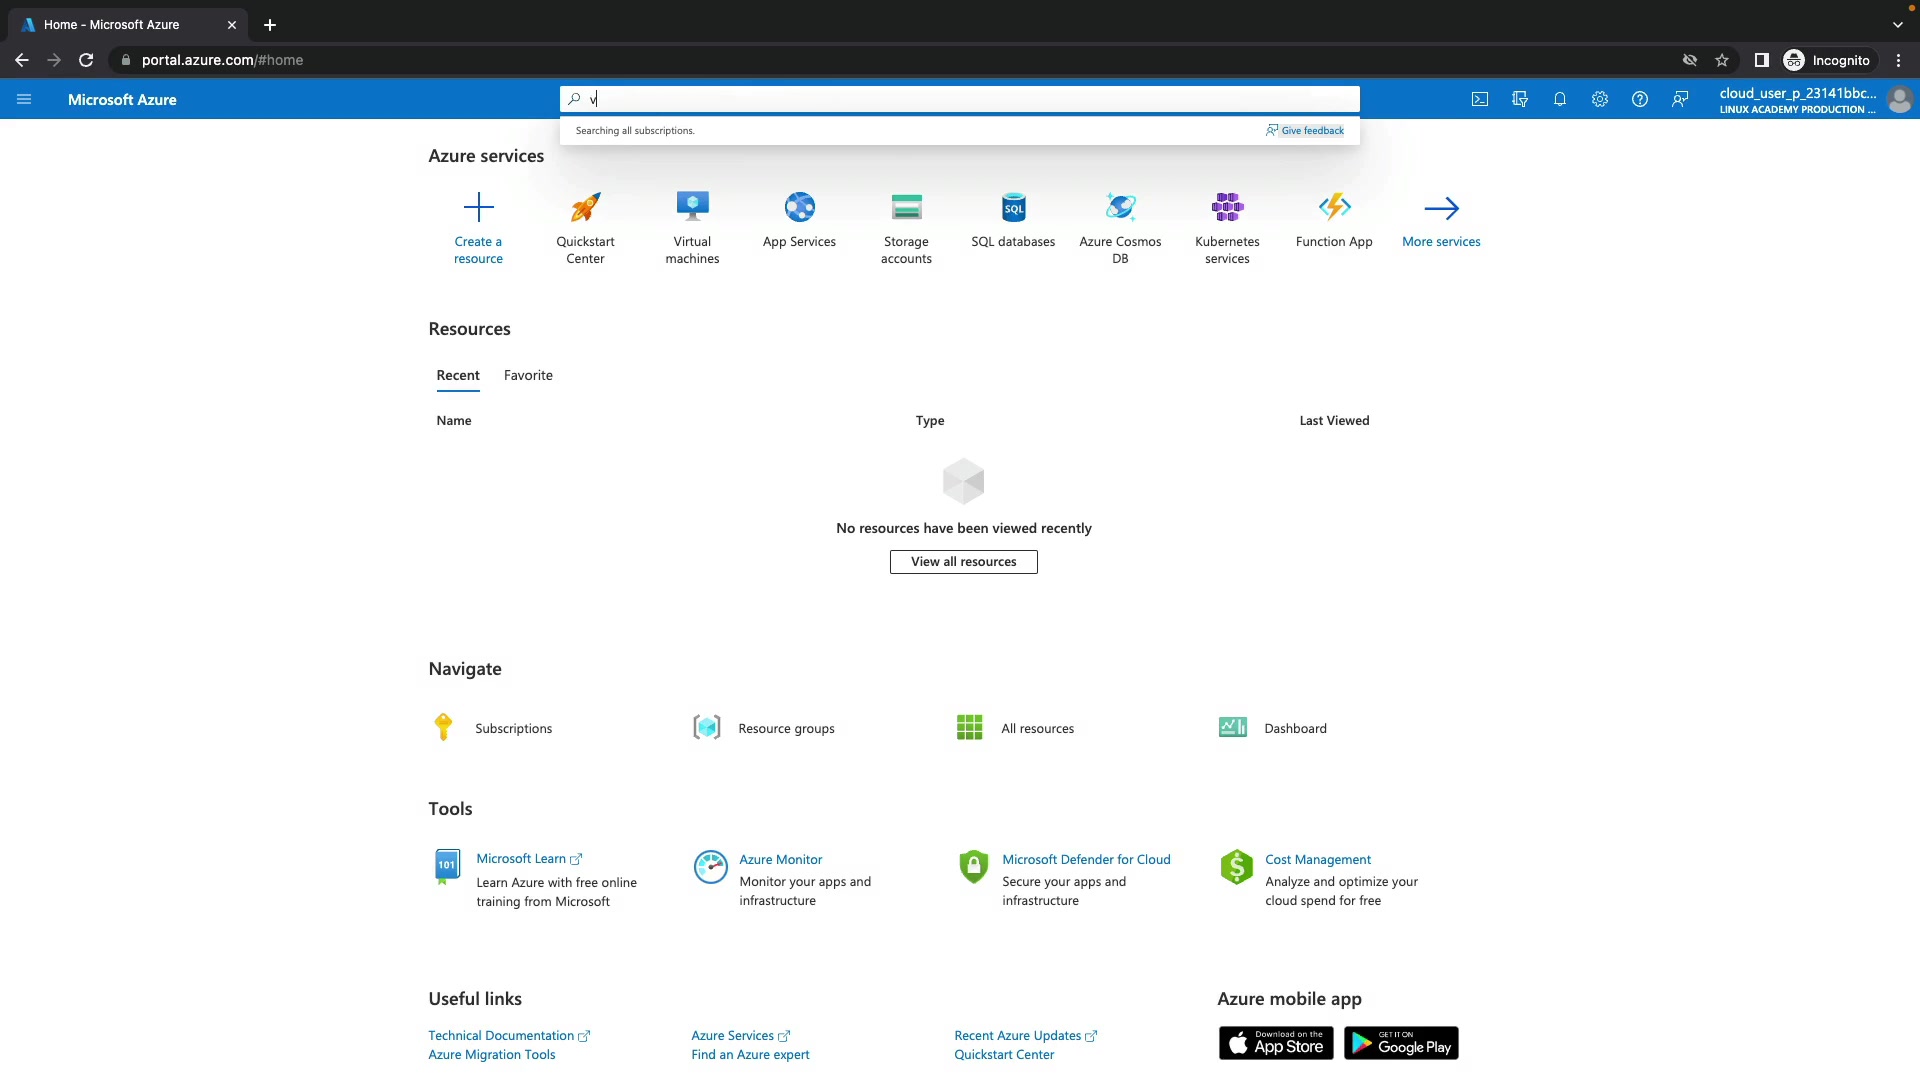 Home - Microsoft Azure
portal.azure.com/#home
Incognito
Microsoft Azure
v
cloud_user_p_23141bbc...
LINUX ACADEMY PRODUCTION ...
Searching all subscriptions.
Give feedback
Azure services
Create a
resource
Quickstart
Center
Virtual
machines
App Services
Storage
accounts
SQL
SQL databases
Azure Cosmos
DB
Kubernetes
services
Function App
More services
Resources
Recent
Favorite
Name
Type
Last Viewed
No resources have been viewed recently
View all resources
Navigate
Subscriptions
Resource groups
All resources
Dashboard
Tools
101
Microsoft Learn
Learn Azure with free online
training from Microsoft
Azure Monitor
Monitor your apps and
infrastructure
Microsoft Defender for Cloud
Secure your apps and
infrastructure
$
Cost Management
Analyze and optimize your
cloud spend for free
Useful links
Technical Documentation
Azure Migration Tools
Azure Services
Find an Azure expert
Recent Azure Updates
Quickstart Center
Azure mobile app
Download on the
App Store
GET IT ON
Google Play